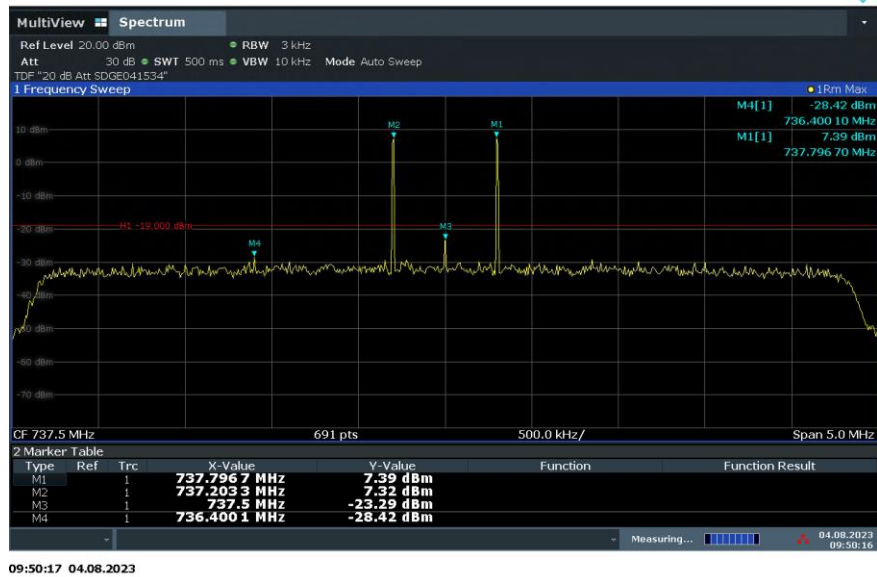 MultiView Spectrum
Ref Level 20.00 dBm RBW 3 kHz
Att 30 dB SWT 500 ms VBW 10 kHz Mode Auto Sweep
TDF "20 dB Att SDGE041534"
1 Frequency Sweep 1Rm Max
M4[1] -28.42 dBm
736.400 10 MHz
M1[1] 7.39 dBm
737.796 70 MHz
M2 M1
10 dBm
0 dBm
-10 dBm
-20 dBm H1 -19.000 dBm M3
M4
-30 dBm
-40 dBm
-50 dBm
-60 dBm
-70 dBm
CF 737.5 MHz 691 pts 500.0 kHz/ Span 5.0 MHz
2 Marker Table
Type Ref Trc X-Value Y-Value Function Function Result
M1 1 737.796 7 MHz 7.39 dBm
M2 1 737.203 3 MHz 7.32 dBm
M3 1 737.5 MHz -23.29 dBm
M4 1 736.400 1 MHz -28.42 dBm
Measuring... 04.08.2023
09:50:16
09:50:17 04.08.2023